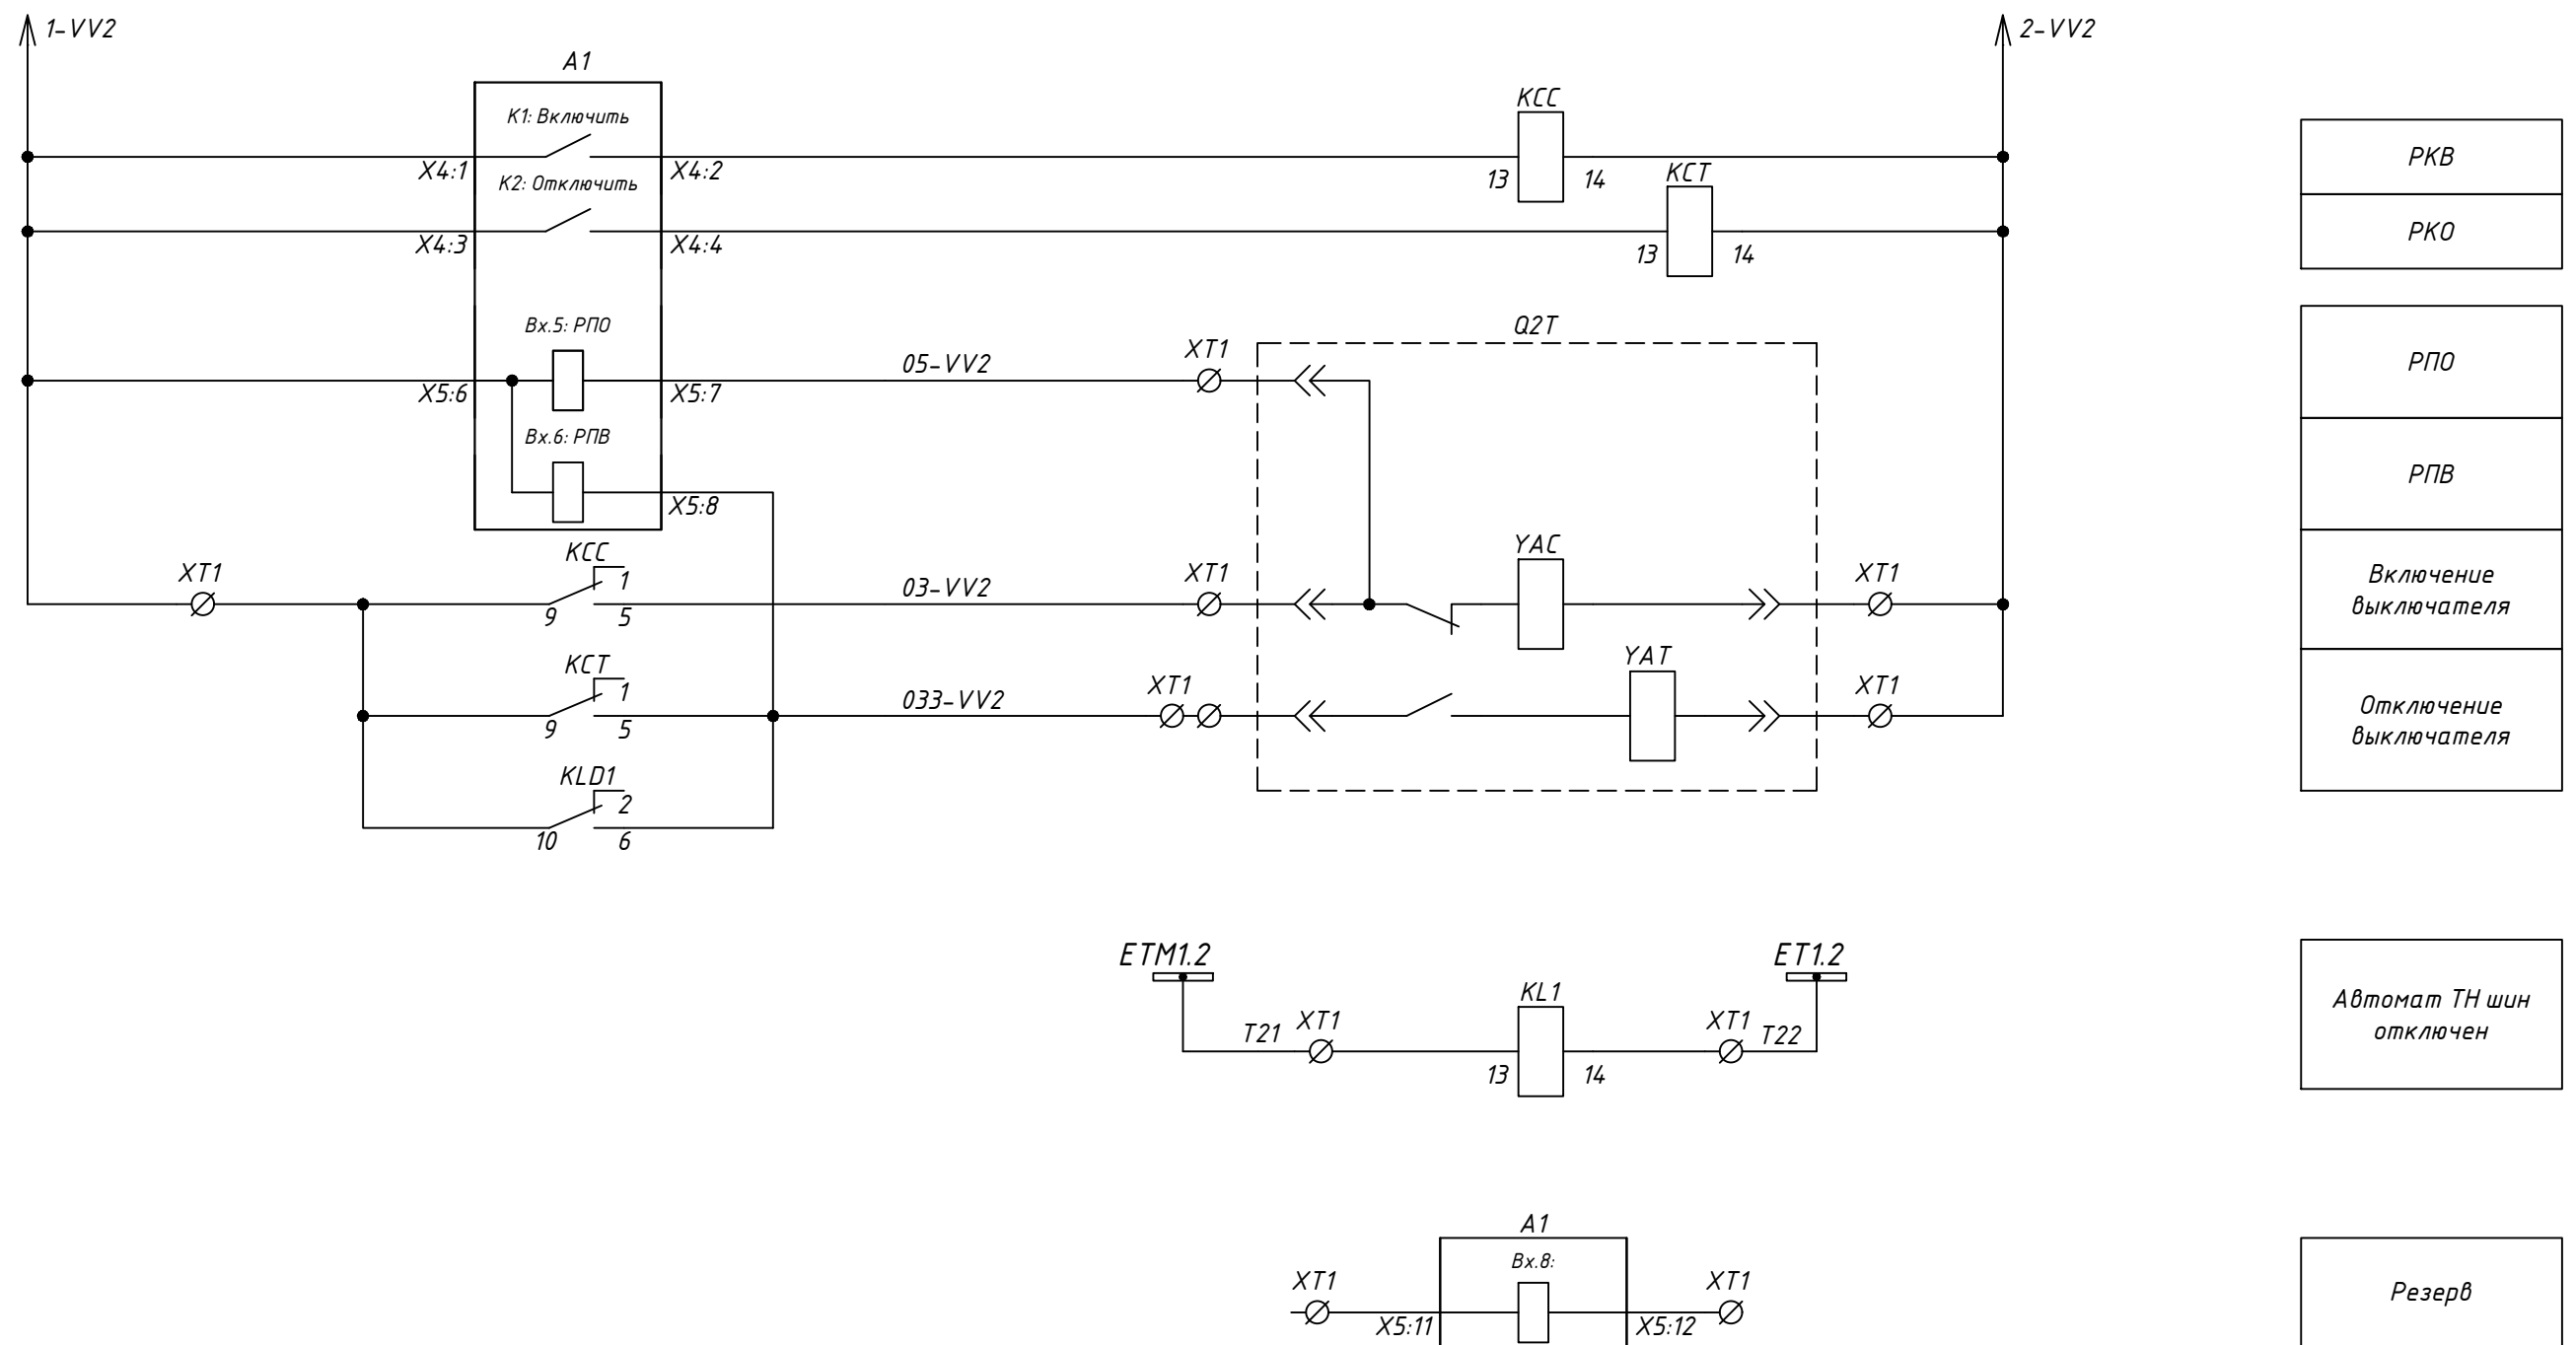 1-VV2
2-VV2
A1
K1: Включить
X4:1
X4:2
KCC
13
14
РКВ
K2: Отключить
X4:3
X4:4
KCT
13
14
РКО
Вх.5: РПО
X5:6
X5:7
05-VV2
XT1
Q2T
РПО
Вх.6: РПВ
X5:8
РПВ
XT1
KCC
1
9
5
03-VV2
XT1
YAC
XT1
Включение
выключателя
KCT
1
9
5
033-VV2
XT1
YAT
XT1
Отключение
выключателя
KLD1
2
10
6
ETM1.2
ET1.2
T21
XT1
KL1
13
14
XT1
T22
Автомат ТН шин
отключен
A1
Вх.8:
XT1
X5:11
X5:12
XT1
Резерв